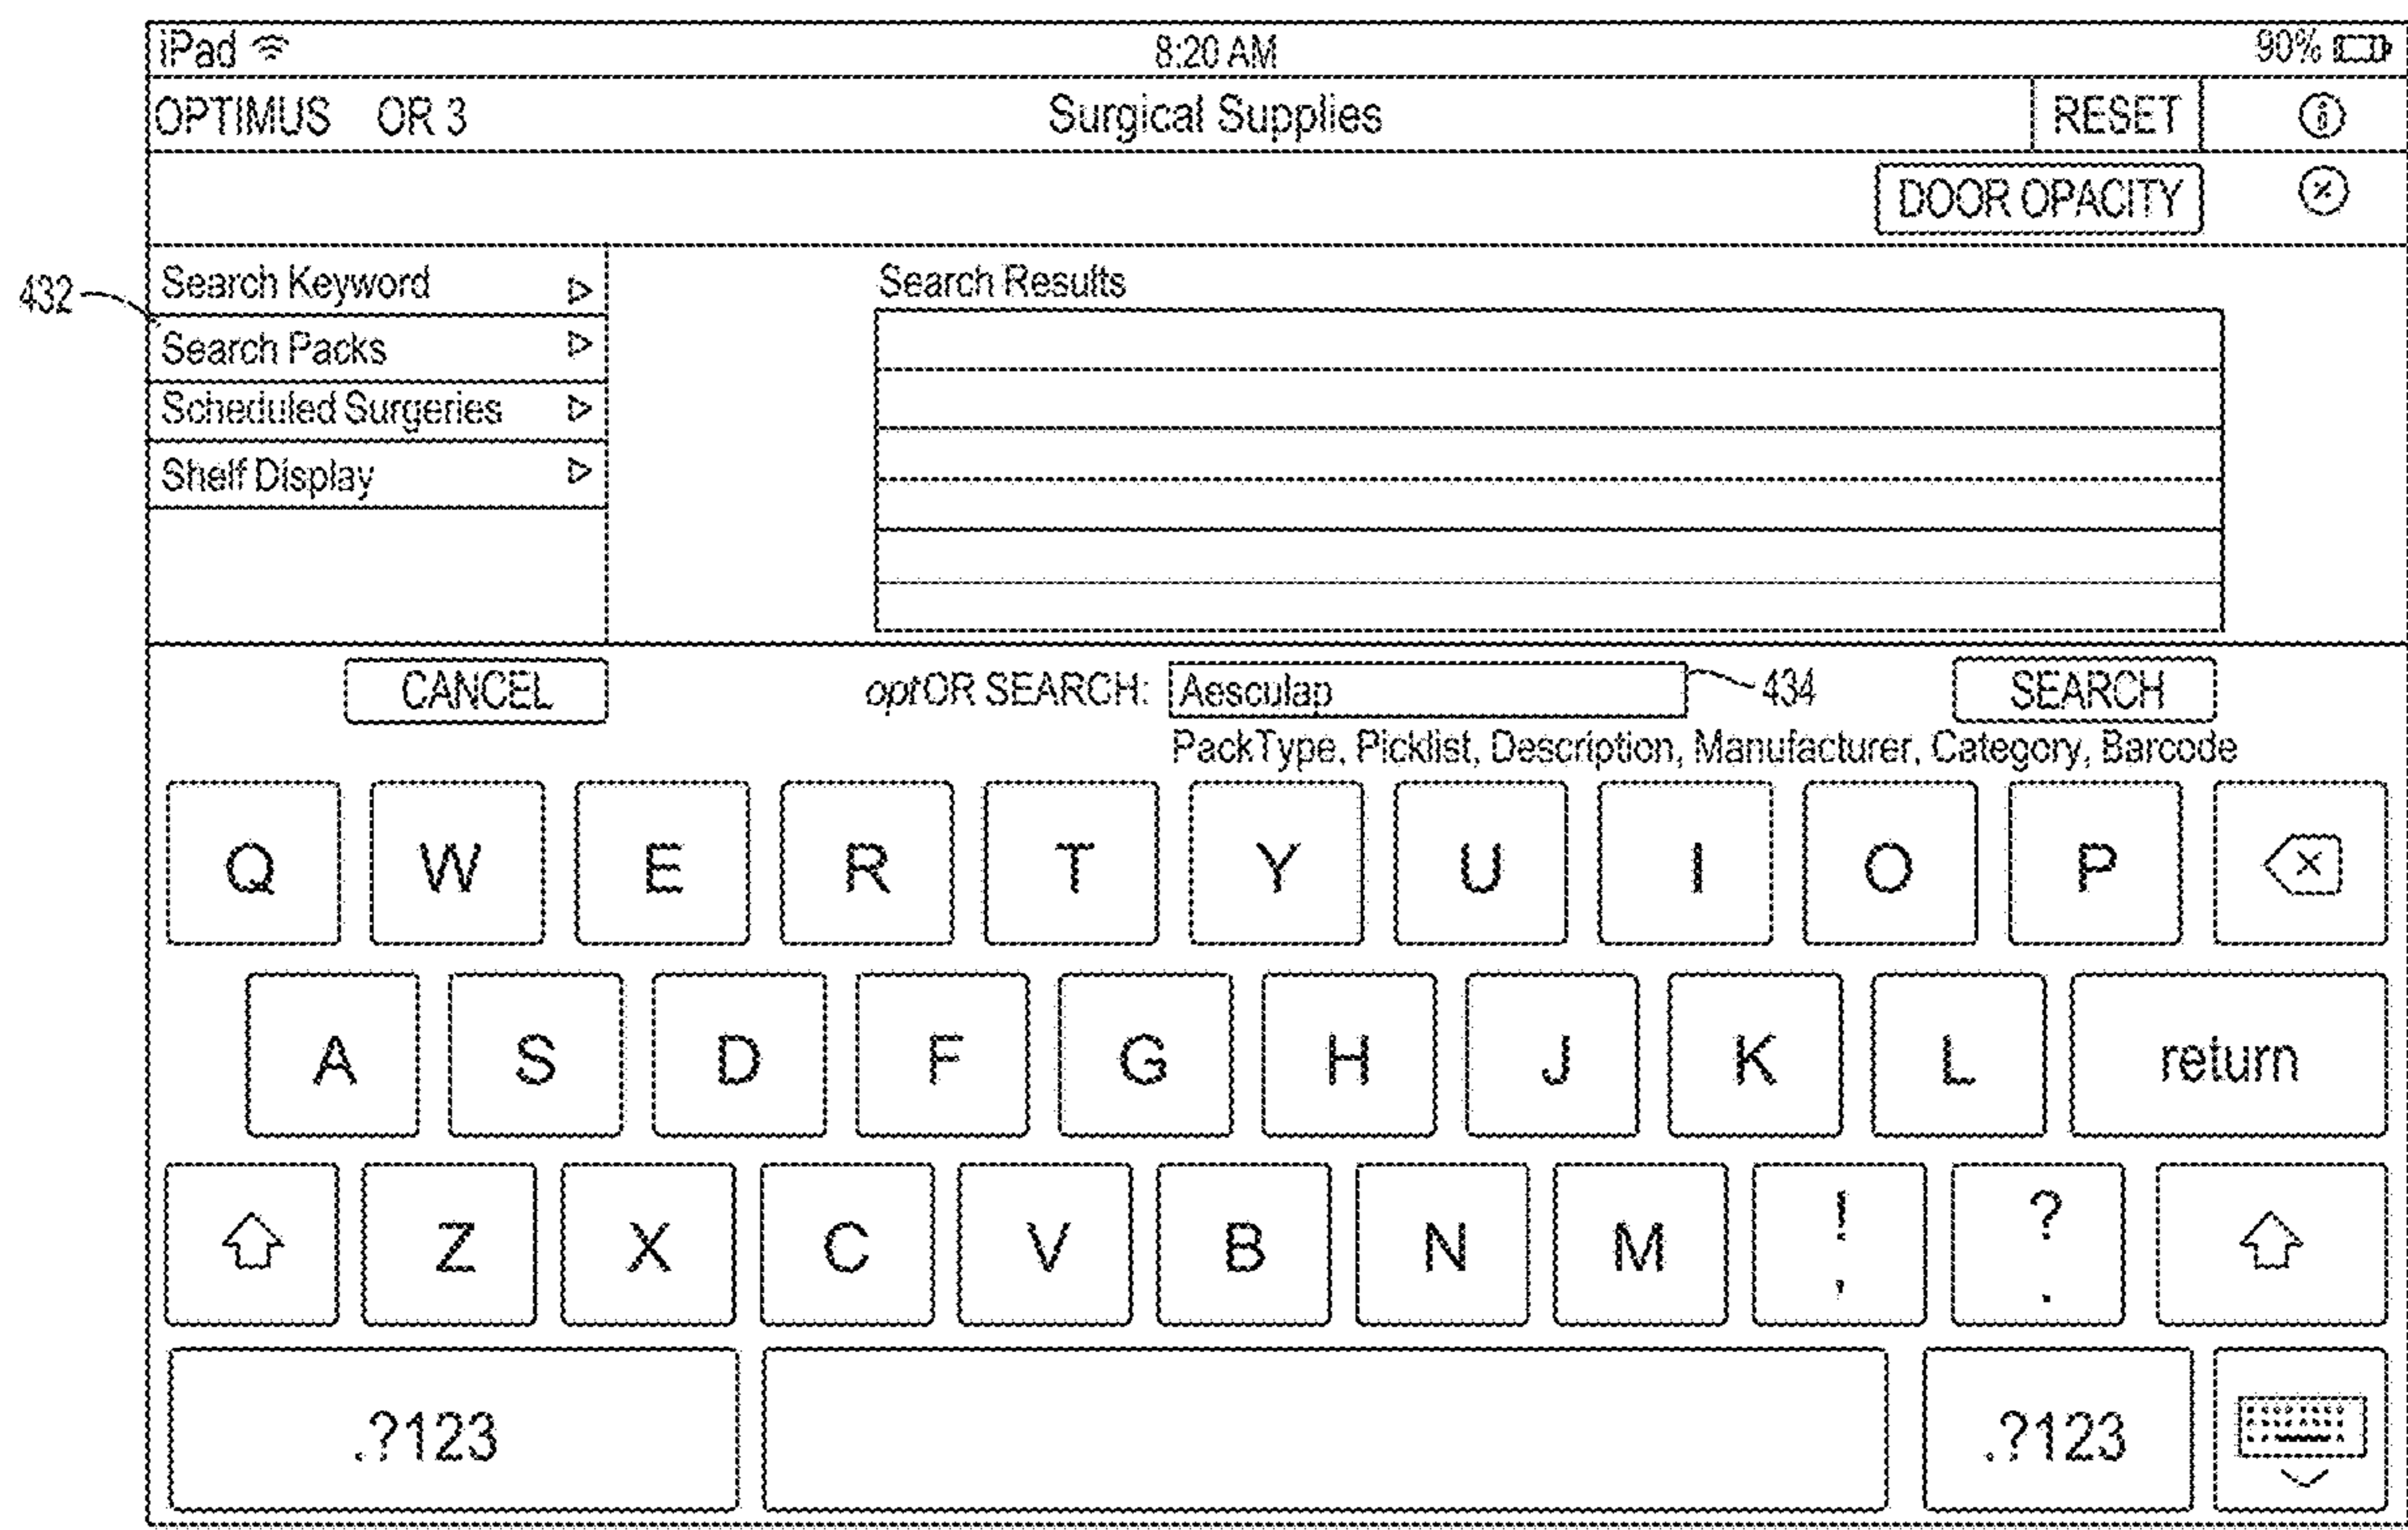 iPad 8:20 AM 90%
OPTIMUS OR 3 Surgical Supplies RESET i
DOOR OPACITY x
Search Keyword Search Results
432
Search Packs
Scheduled Surgeries
Shelf Display
CANCEL optOR SEARCH: Aesculap 434 SEARCH
PackType, Picklist, Description, Manufacturer, Category, Barcode
Q W E R T Y U I O P
A S D F G H J K L return
Z X C V B N M ! , ? .
.?123 .?123